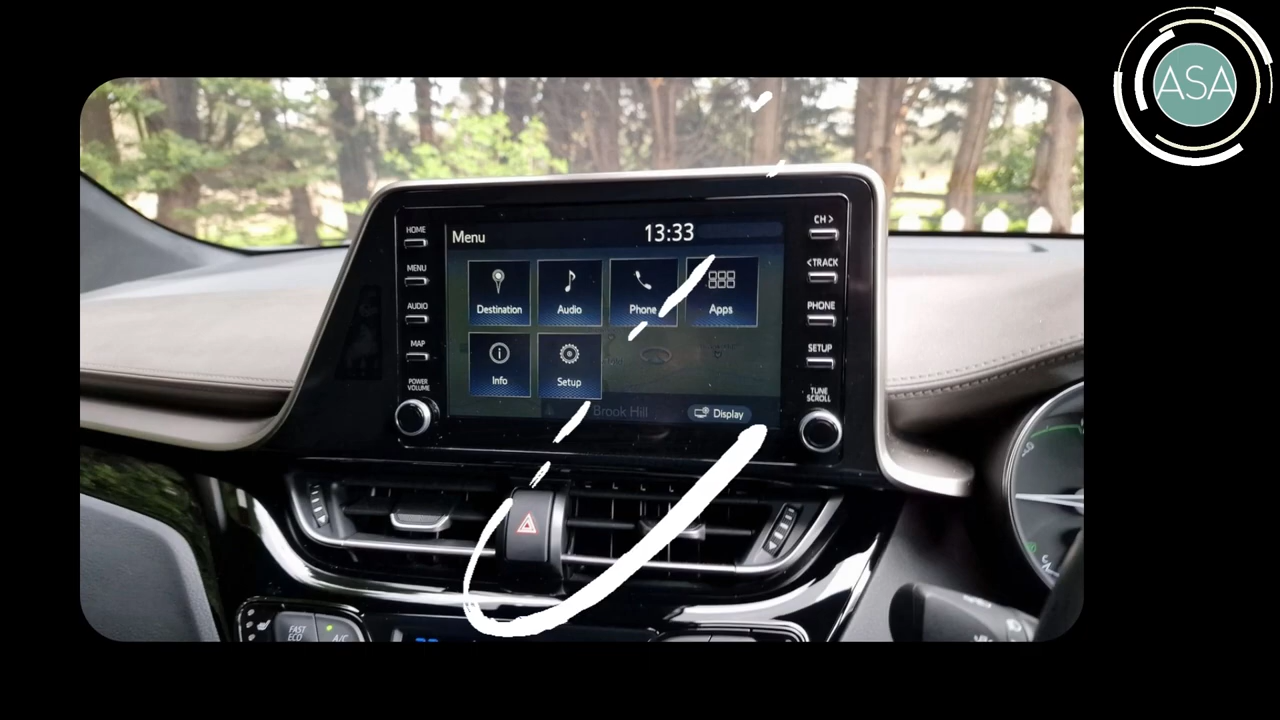 ASA
CH >
HOME
Menu
13:33
< TRACK
MENU
Destination
Audio
Phone
Apps
AUDIO
PHONE
MAP
SETUP
Info
Setup
POWER
VOLUME
TUNE
SCROLL
Brook Hill
Display
FAST
ECO
A/C